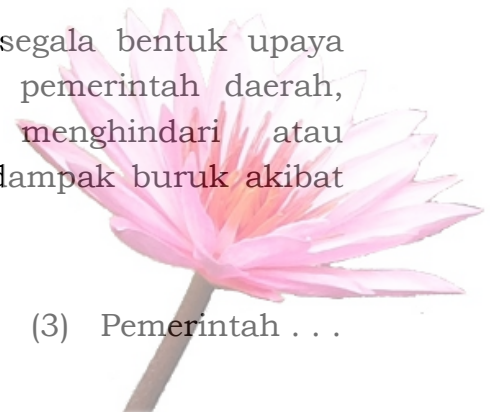 segala bentuk upaya
pemerintah daerah,
menghindari atau
dampak buruk akibat
(3) Pemerintah . . .